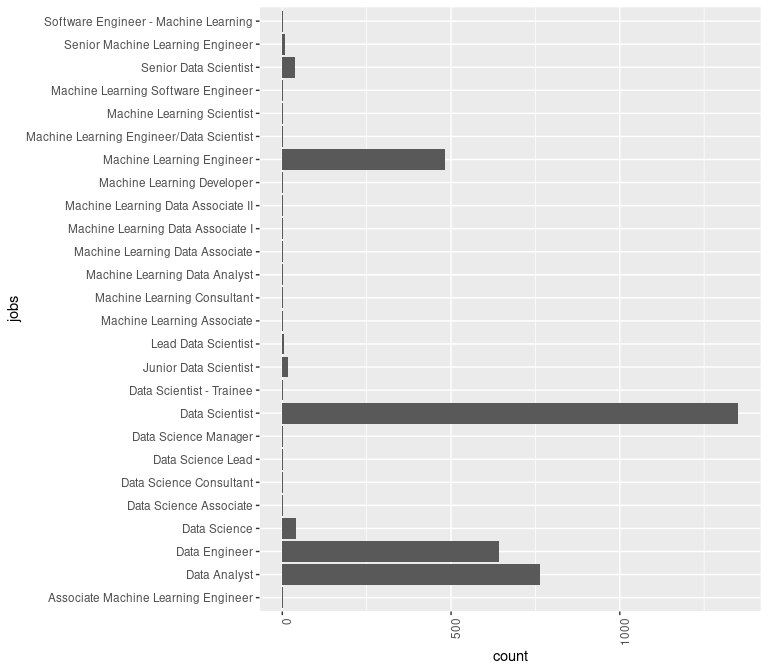 Software Engineer - Machine Learning
Senior Machine Learning Engineer
Senior Data Scientist
Machine Learning Software Engineer
Machine Learning Scientist
Machine Learning Engineer/Data Scientist
Machine Learning Engineer
Machine Learning Developer
Machine Learning Data Associate II
Machine Learning Data Associate I
Machine Learning Data Associate
Machine Learning Data Analyst
Machine Learning Consultant
Machine Learning Associate
Lead Data Scientist
Junior Data Scientist
Data Scientist - Trainee
Data Scientist
Data Science Manager
Data Science Lead
Data Science Consultant
Data Science Associate
Data Science
Data Engineer
Data Analyst
Associate Machine Learning Engineer
jobs
0
500
1000
count